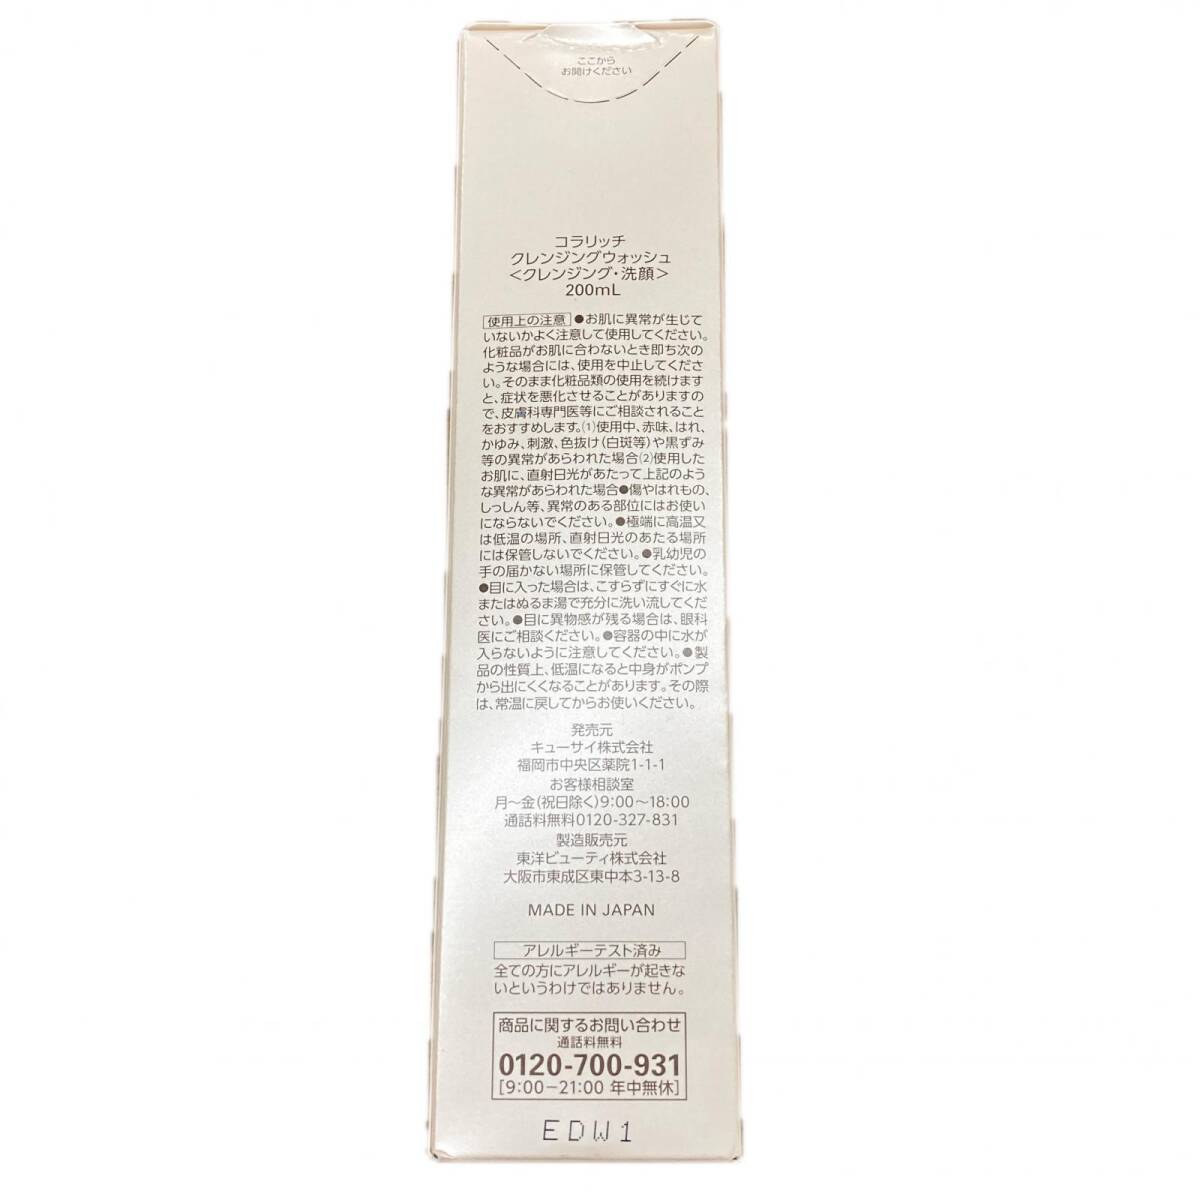 ここから
お開けください
コラリッチ
クレンジングウォッシュ
＜クレンジング・洗顔＞
200mL
使用上の注意 ●お肌に異常が生じて
いないかよく注意して使用してください。
化粧品がお肌に合わないとき即ち次の
ような場合には、使用を中止してくださ
い。そのまま化粧品類の使用を続けます
と、症状を悪化させることがありますの
で、皮膚科専門医等にご相談されること
をおすすめします。(1)使用中、赤味、はれ、
かゆみ、刺激、色抜け(白斑等)や黒ずみ
等の異常があらわれた場合(2)使用した
お肌に、直射日光があたって上記のよう
な異常があらわれた場合●傷やはれもの、
しっしん等、異常のある部位にはお使い
にならないでください。●極端に高温又
は低温の場所、直射日光のあたる場所
には保管しないでください。●乳幼児の
手の届かない場所に保管してください。
●目に入った場合は、こすらずにすぐに水
またはぬるま湯で充分に洗い流してくだ
さい。●目に異物感が残る場合は、眼科
医にご相談ください。●容器の中に水が
入らないように注意してください。●製
品の性質上、低温になると中身がポンプ
から出にくくなることがあります。その際
は、常温に戻してからお使いください。
発売元
キューサイ株式会社
福岡市中央区薬院1-1-1
お客様相談室
月～金(祝日除く)9:00～18:00
通話料無料0120-327-831
製造販売元
東洋ビューティ株式会社
大阪市東成区東中本3-13-8
MADE IN JAPAN
アレルギーテスト済み
全ての方にアレルギーが起きな
いというわけではありません。
商品に関するお問い合わせ
通話料無料
0120-700-931
[9:00－21:00 年中無休]
EDW1